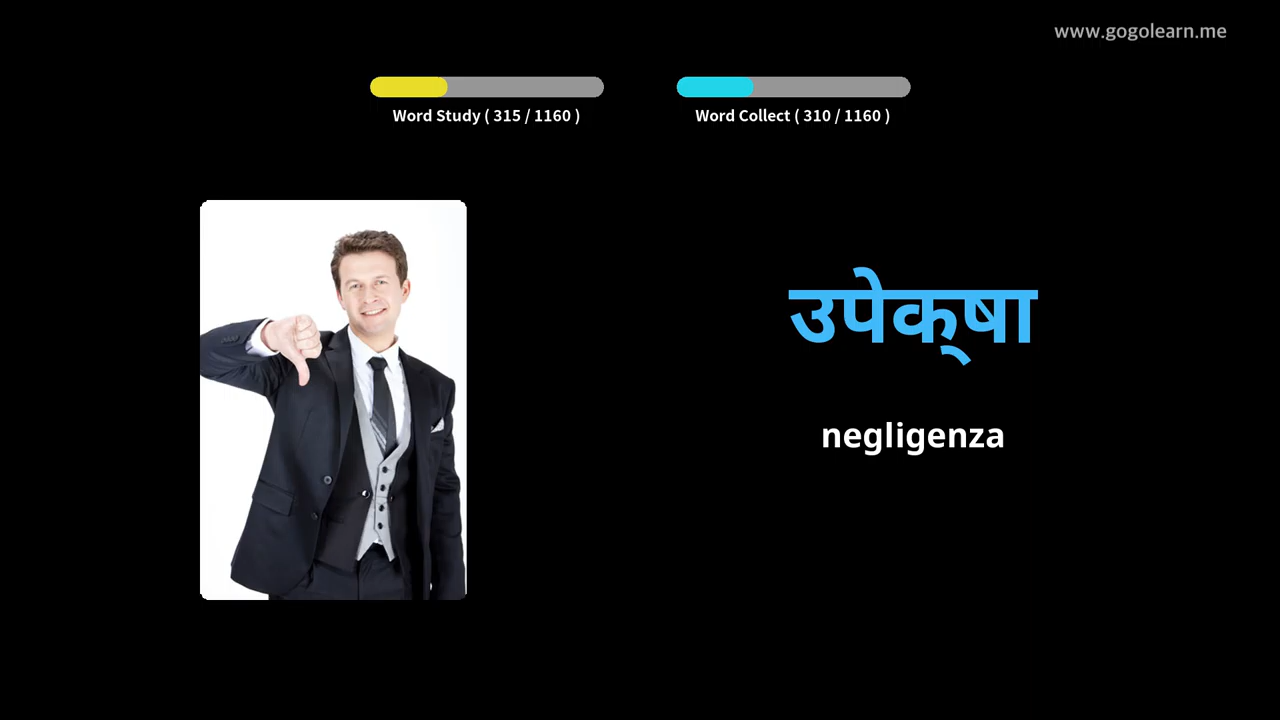 www.gogolearn.me
Word Study ( 315 / 1160 )
Word Collect ( 310 / 1160 )
उपेक्‌षा
negligenza